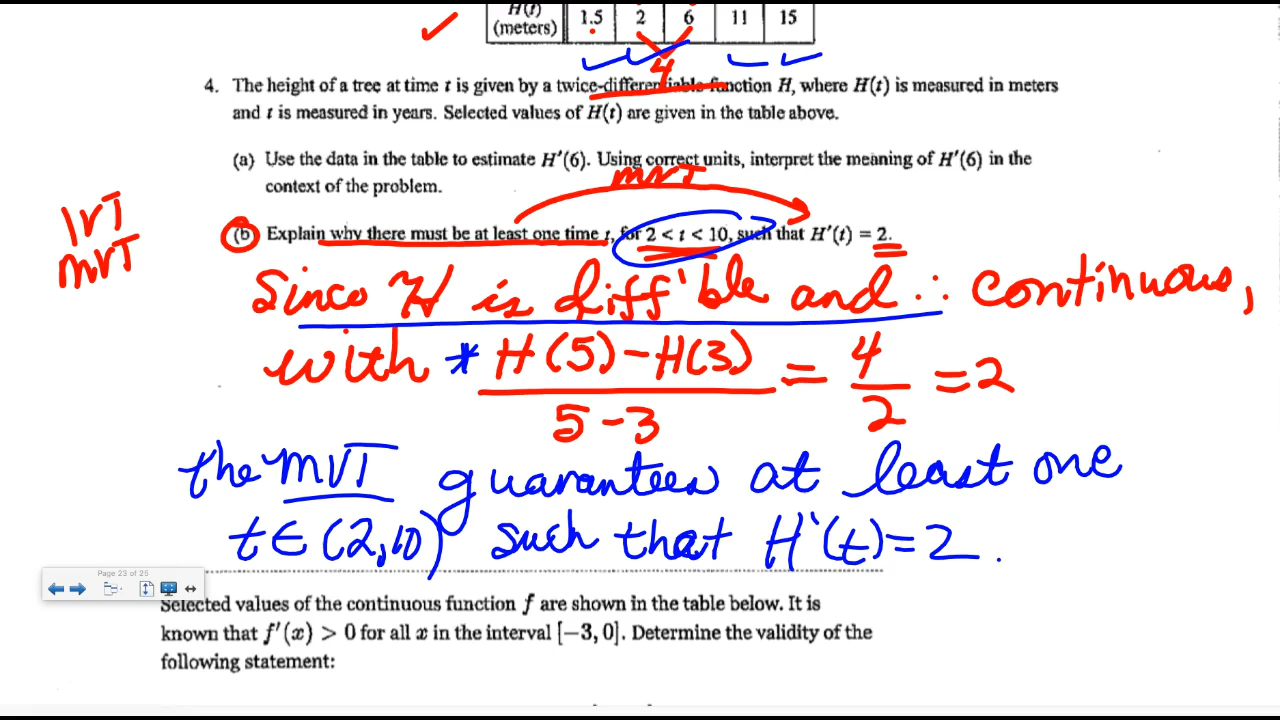 H(t)
(meters) 1.5 2 6 11 15
4
4. The height of a tree at time t is given by a twice-differentiable function H, where H(t) is measured in meters
and t is measured in years. Selected values of H(t) are given in the table above.
(a) Use the data in the table to estimate H′(6). Using correct units, interpret the meaning of H′(6) in the
context of the problem.
MVT
IVT
MVT
(b) Explain why there must be at least one time t, for 2 < t < 10, such that H′(t) = 2.
Since H is diff'ble and ∴ continuous,
with * H(5)-H(3) / 5-3 = 4/2 = 2
the MVT guarantees at least one
t∈(2,10) such that H'(t)=2.
Page 23 of 25
Selected values of the continuous function f are shown in the table below. It is
known that f′(x) > 0 for all x in the interval [−3, 0]. Determine the validity of the
following statement: